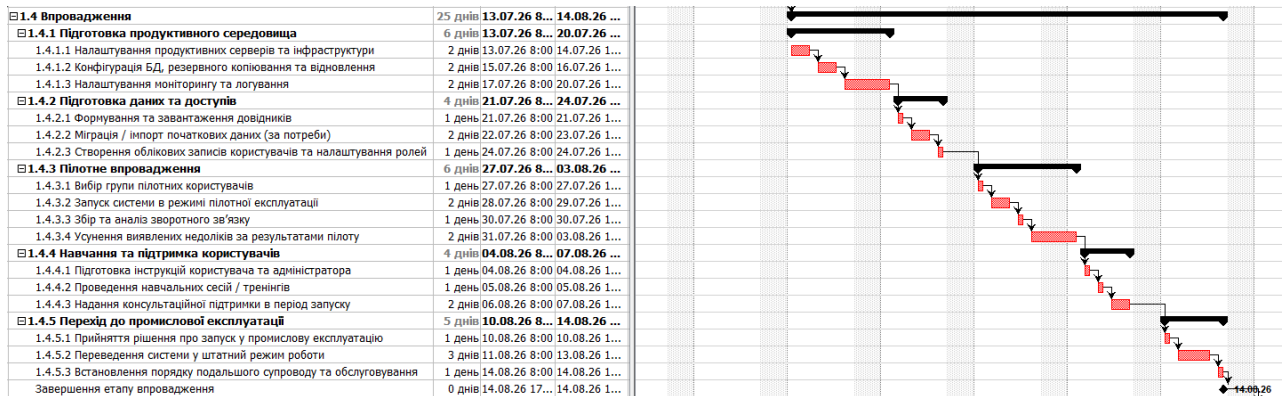 1.4 Впровадження 25 днів 13.07.26 8... 14.08.26 ...
1.4.1 Підготовка продуктивного середовища 6 днів 13.07.26 8... 20.07.26 ...
1.4.1.1 Налаштування продуктивних серверів та інфраструктури 2 днів 13.07.26 8:00 14.07.26 1...
1.4.1.2 Конфігурація БД, резервного копіювання та відновлення 2 днів 15.07.26 8:00 16.07.26 1...
1.4.1.3 Налаштування моніторингу та логування 2 днів 17.07.26 8:00 20.07.26 1...
1.4.2 Підготовка даних та доступів 4 днів 21.07.26 8... 24.07.26 ...
1.4.2.1 Формування та завантаження довідників 1 день 21.07.26 8:00 21.07.26 1...
1.4.2.2 Міграція / імпорт початкових даних (за потреби) 2 днів 22.07.26 8:00 23.07.26 1...
1.4.2.3 Створення облікових записів користувачів та налаштування ролей 1 день 24.07.26 8:00 24.07.26 1...
1.4.3 Пілотне впровадження 6 днів 27.07.26 8... 03.08.26 ...
1.4.3.1 Вибір групи пілотних користувачів 1 день 27.07.26 8:00 27.07.26 1...
1.4.3.2 Запуск системи в режимі пілотної експлуатації 2 днів 28.07.26 8:00 29.07.26 1...
1.4.3.3 Збір та аналіз зворотного зв’язку 1 день 30.07.26 8:00 30.07.26 1...
1.4.3.4 Усунення виявлених недоліків за результатами пілоту 2 днів 31.07.26 8:00 03.08.26 1...
1.4.4 Навчання та підтримка користувачів 4 днів 04.08.26 8... 07.08.26 ...
1.4.4.1 Підготовка інструкцій користувача та адміністратора 1 день 04.08.26 8:00 04.08.26 1...
1.4.4.2 Проведення навчальних сесій / тренінгів 1 день 05.08.26 8:00 05.08.26 1...
1.4.4.3 Надання консультаційної підтримки в період запуску 2 днів 06.08.26 8:00 07.08.26 1...
1.4.5 Перехід до промислової експлуатації 5 днів 10.08.26 8... 14.08.26 ...
1.4.5.1 Прийняття рішення про запуск у промислову експлуатацію 1 день 10.08.26 8:00 10.08.26 1...
1.4.5.2 Переведення системи у штатний режим роботи 3 днів 11.08.26 8:00 13.08.26 1...
1.4.5.3 Встановлення порядку подальшого супроводу та обслуговування 1 день 14.08.26 8:00 14.08.26 1...
Завершення етапу впровадження 0 днів 14.08.26 17... 14.08.26 1... 14.08.26